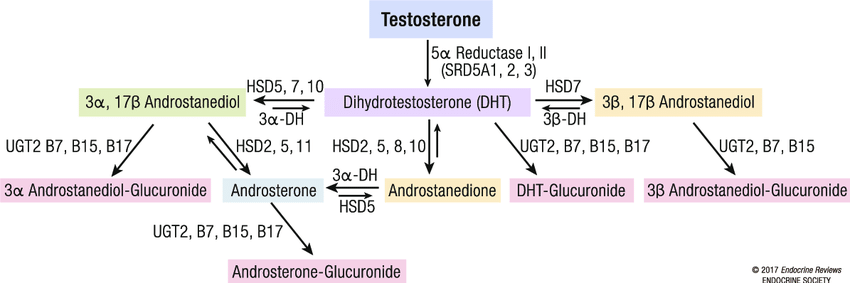 Testosterone
5α Reductase I, II
(SRD5A1, 2, 3)
HSD5, 7, 10
HSD7
3α, 17β Androstanediol
Dihydrotestosterone (DHT)
3β, 17β Androstanediol
3α-DH
3β-DH
UGT2 B7, B15, B17
HSD2, 5, 11
HSD2, 5, 8, 10
UGT2, B7, B15, B17
UGT2, B7, B15
3α-DH
3α Androstanediol-Glucuronide
Androsterone
Androstanedione
DHT-Glucuronide
3β Androstanediol-Glucuronide
HSD5
UGT2, B7, B15, B17
Androsterone-Glucuronide
© 2017 Endocrine Reviews
ENDOCRINE SOCIETY